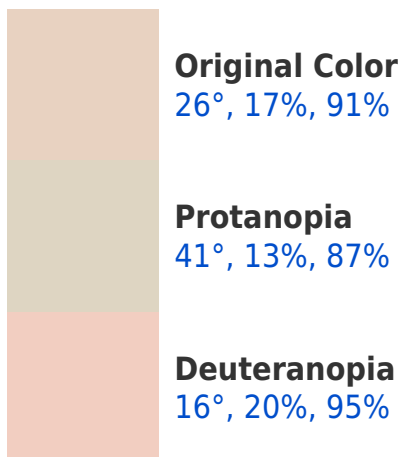 Original Color
26°, 17%, 91%
Protanopia
41°, 13%, 87%
Deuteranopia
16°, 20%, 95%